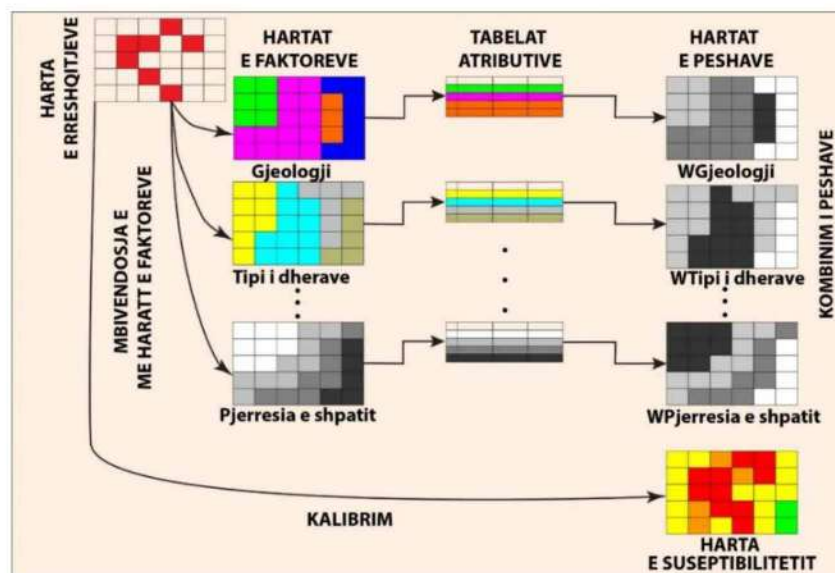 HARTA
E RRESHQITJEVE
HARTAT
E FAKTOREVE
TABELAT
ATRIBUTIVE
HARTAT
E PESHAVE
Gjeologji
WGjeologji
Tipi i dherave
WTipi i dherave
MBIVENDOSJA E
ME HARATT E FAKTOREVE
KOMBINIM I PESHAVE
Pjerresia e shpatit
WPjerresia e shpatit
KALIBRIM
HARTA
E SUSEPTIBILITETIT